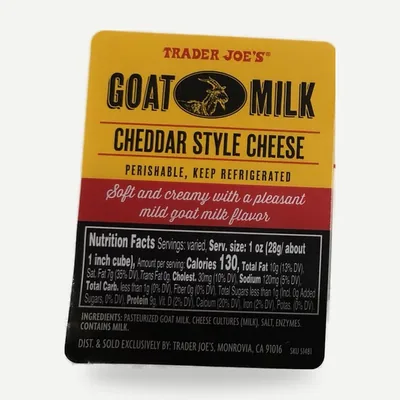 TRADER JOE'S®
GOAT MILK
CHEDDAR STYLE CHEESE
PERISHABLE, KEEP REFRIGERATED
Soft and creamy with a pleasant
mild goat milk flavor
Nutrition Facts Servings: varied, Serv. size: 1 oz (28g/ about
1 inch cube), Amount per serving: Calories 130, Total Fat 10g (13% DV),
Sat. Fat 7g (35% DV), Trans Fat 0g, Cholest. 30mg (10% DV), Sodium 120mg (5% DV),
Total Carb. less than 1g (0% DV), Fiber 0g (0% DV), Total Sugars less than 1g (Incl. 0g Added
Sugars, 0% DV), Protein 9g, Vit. D (2% DV), Calcium (20% DV), Iron (2% DV), Potas. (0% DV).
INGREDIENTS: PASTEURIZED GOAT MILK, CHEESE CULTURES (MILK), SALT, ENZYMES.
CONTAINS MILK.
DIST. & SOLD EXCLUSIVELY BY: TRADER JOE'S, MONROVIA, CA 91016 SKU 51481